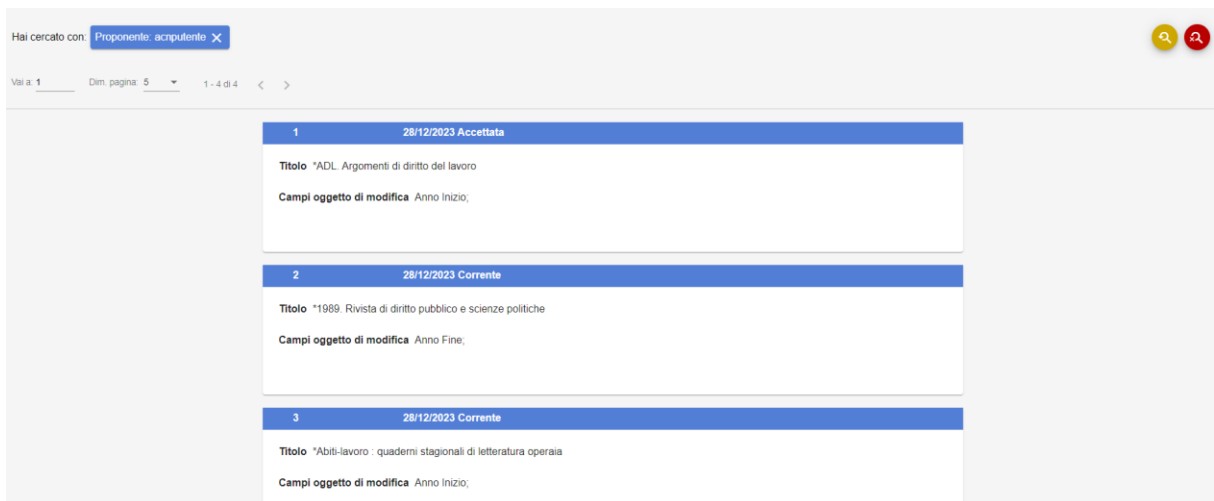 Hai cercato con: Proponente: acnputente
Vai a: 1 Dim. pagina: 5 1 - 4 di 4
1 28/12/2023 Accettata
Titolo *ADL. Argomenti di diritto del lavoro
Campi oggetto di modifica Anno Inizio;
2 28/12/2023 Corrente
Titolo *1989. Rivista di diritto pubblico e scienze politiche
Campi oggetto di modifica Anno Fine;
3 28/12/2023 Corrente
Titolo *Abiti-lavoro : quaderni stagionali di letteratura operaia
Campi oggetto di modifica Anno Inizio;